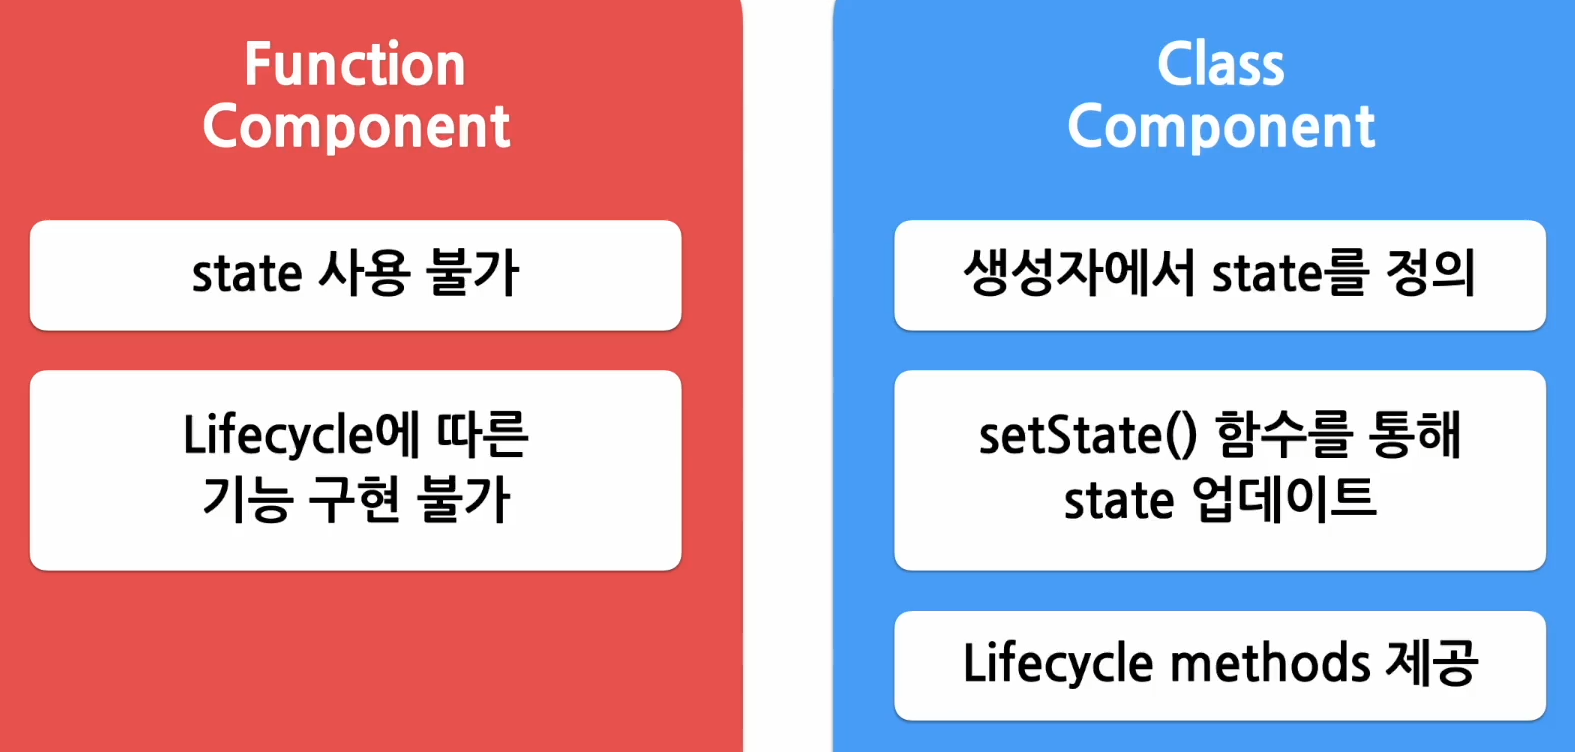 Function
Component
state 사용 불가
Lifecycle에 따른
기능 구현 불가
Class
Component
생성자에서 state를 정의
setState() 함수를 통해
state 업데이트
Lifecycle methods 제공